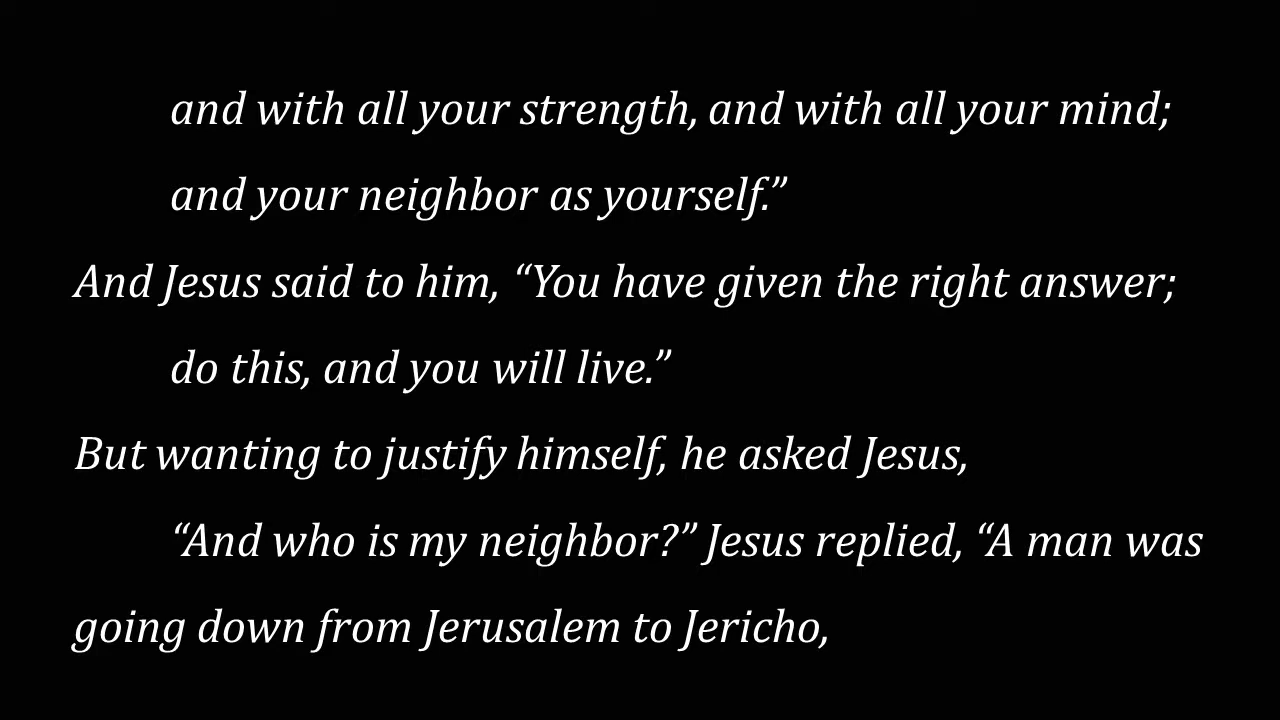 and with all your strength, and with all your mind;
and your neighbor as yourself.”
And Jesus said to him, “You have given the right answer;
do this, and you will live.”
But wanting to justify himself, he asked Jesus,
“And who is my neighbor?” Jesus replied, “A man was
going down from Jerusalem to Jericho,